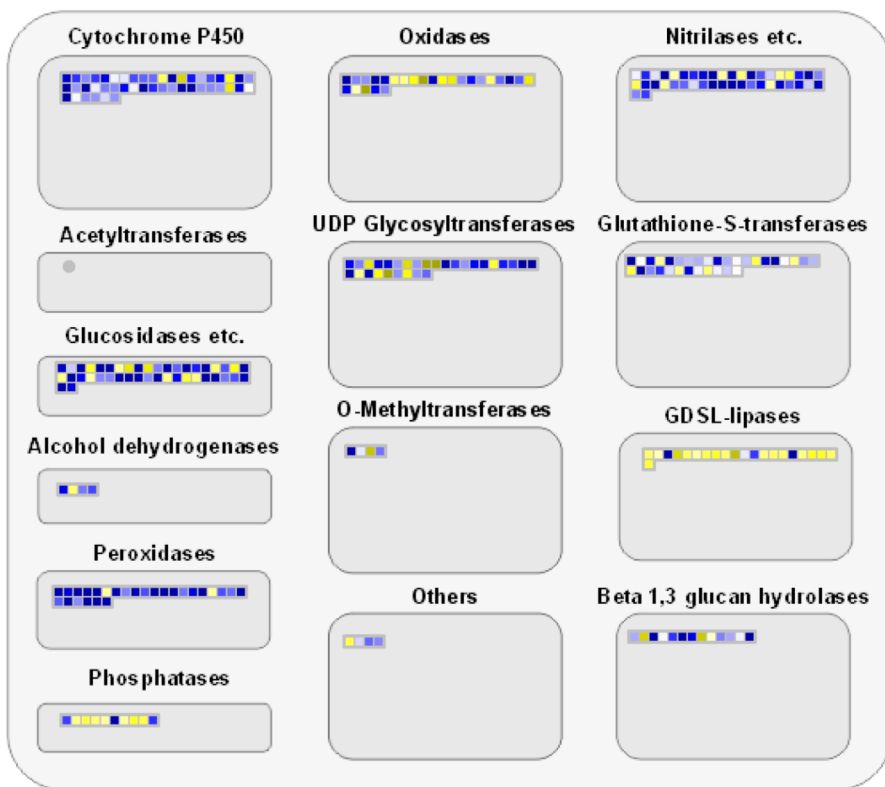 Cytochrome P450
Oxidases
Nitrilases etc.
Acetyltransferases
UDP Glycosyltransferases
Glutathione-S-transferases
Glucosidases etc.
O-Methyltransferases
GDSL-lipases
Alcohol dehydrogenases
Peroxidases
Others
Beta 1,3 glucan hydrolases
Phosphatases